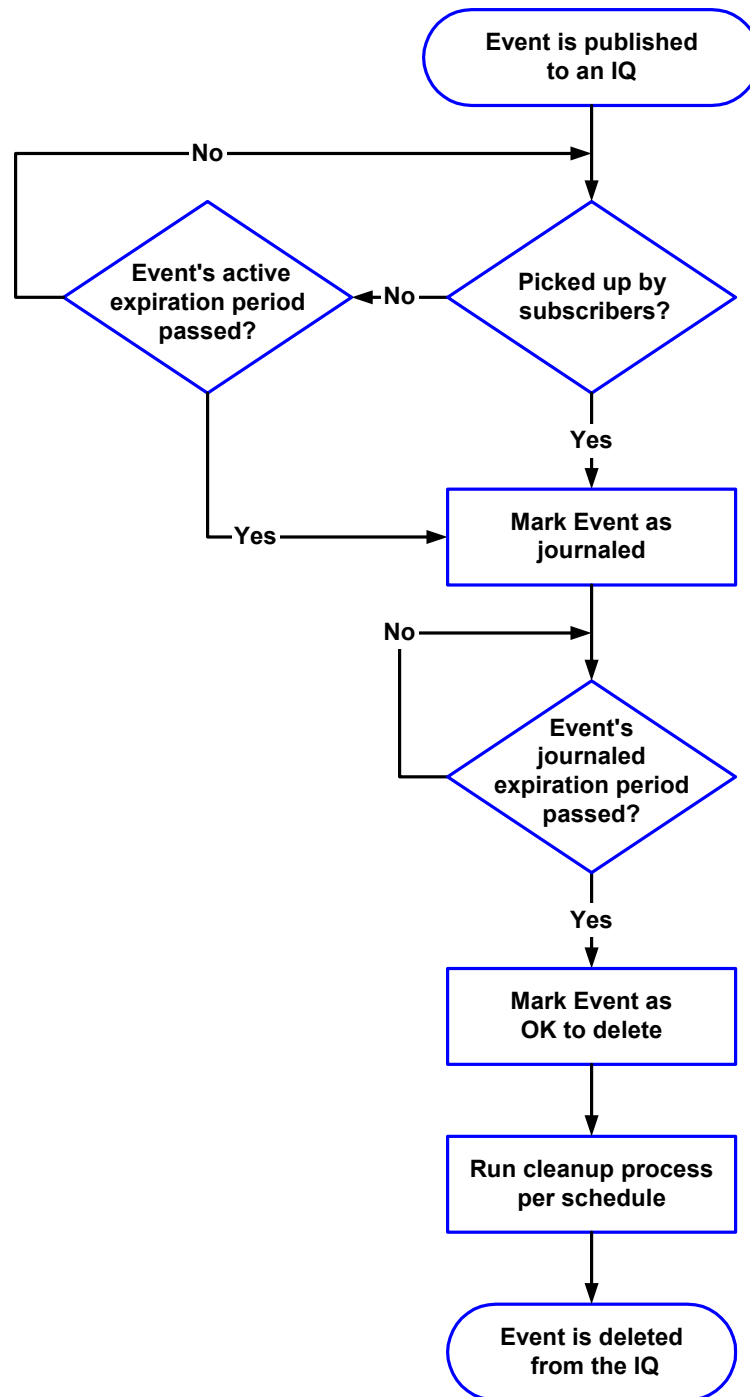 Event is published
to an IQ
No
Event's active
expiration period
passed?
No
Picked up by
subscribers?
Yes
Yes
Mark Event as
journaled
No
Event's
journaled
expiration period
passed?
Yes
Mark Event as
OK to delete
Run cleanup process
per schedule
Event is deleted
from the IQ